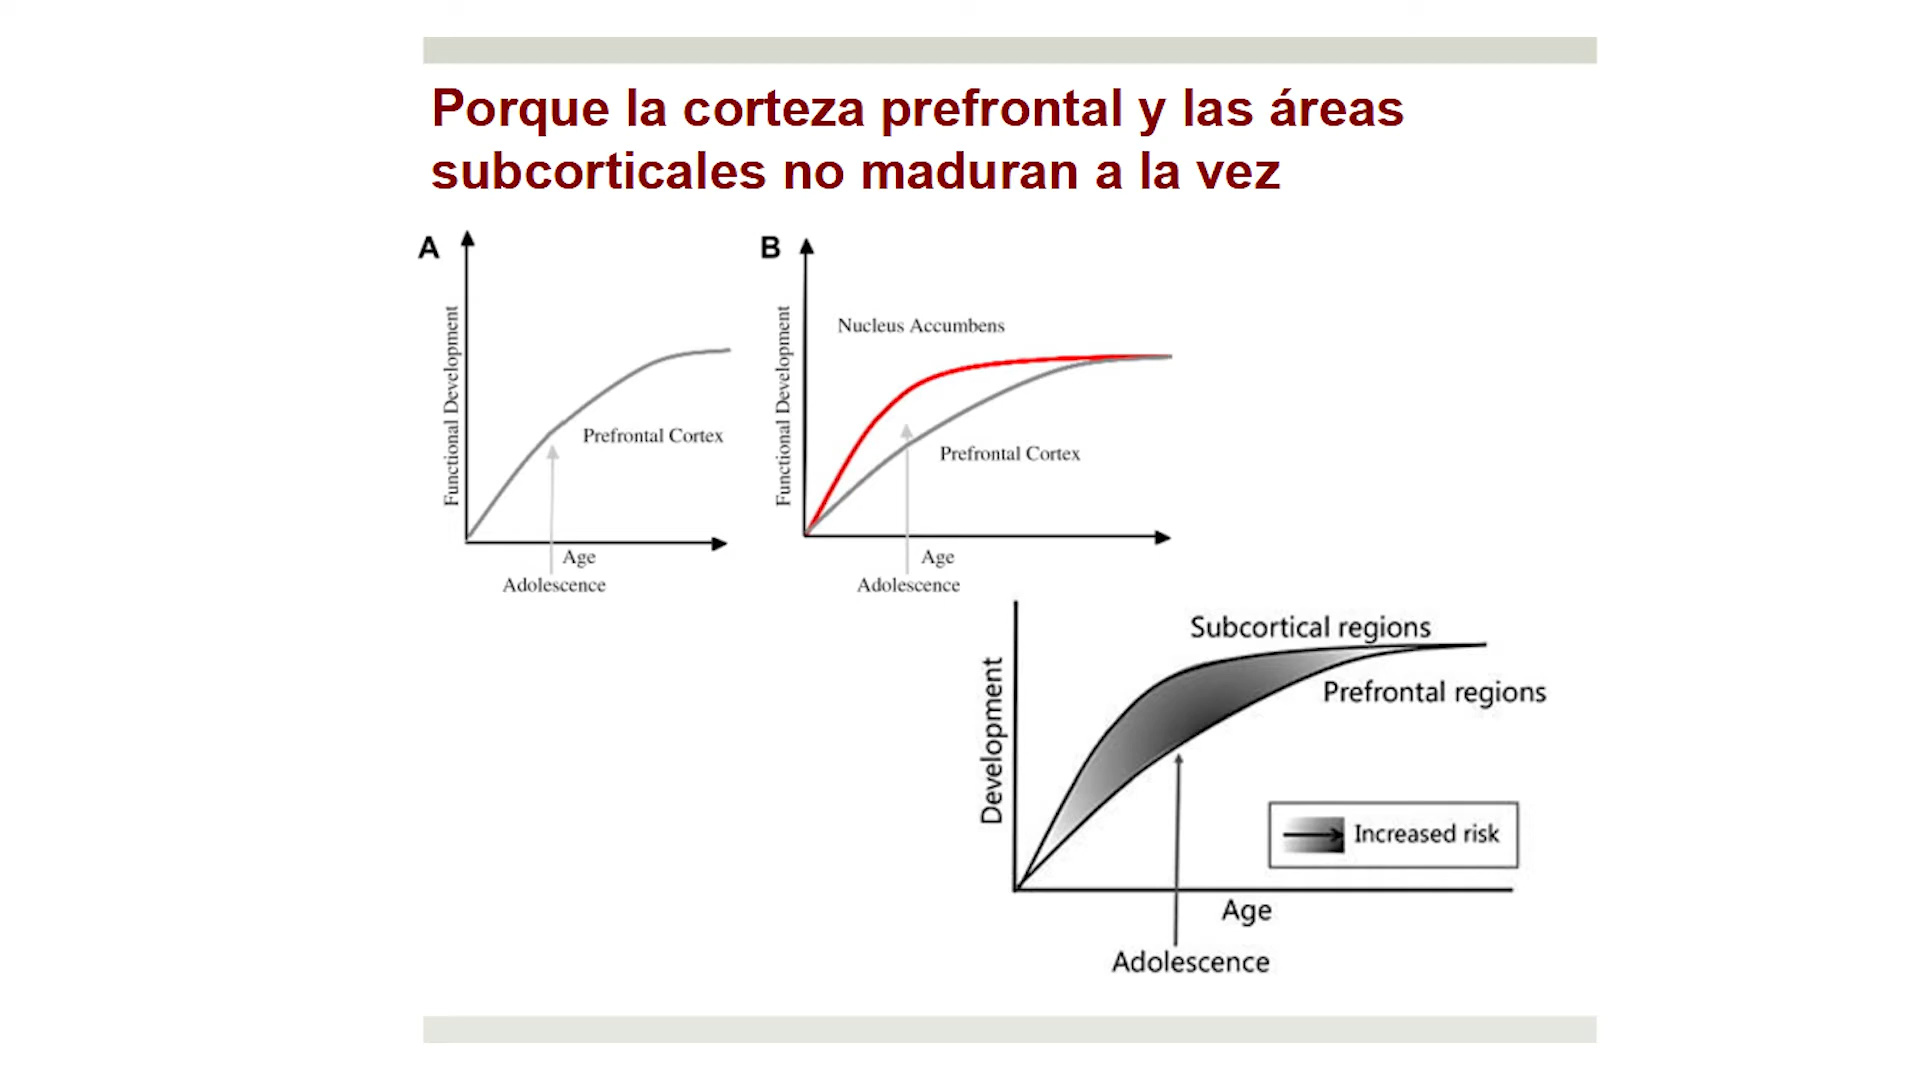 Porque la corteza prefrontal y las áreas
subcorticales no maduran a la vez
A
Functional Development
Prefrontal Cortex
Age
Adolescence
B
Functional Development
Nucleus Accumbens
Prefrontal Cortex
Age
Adolescence
Subcortical regions
Prefrontal regions
Development
Increased risk
Age
Adolescence